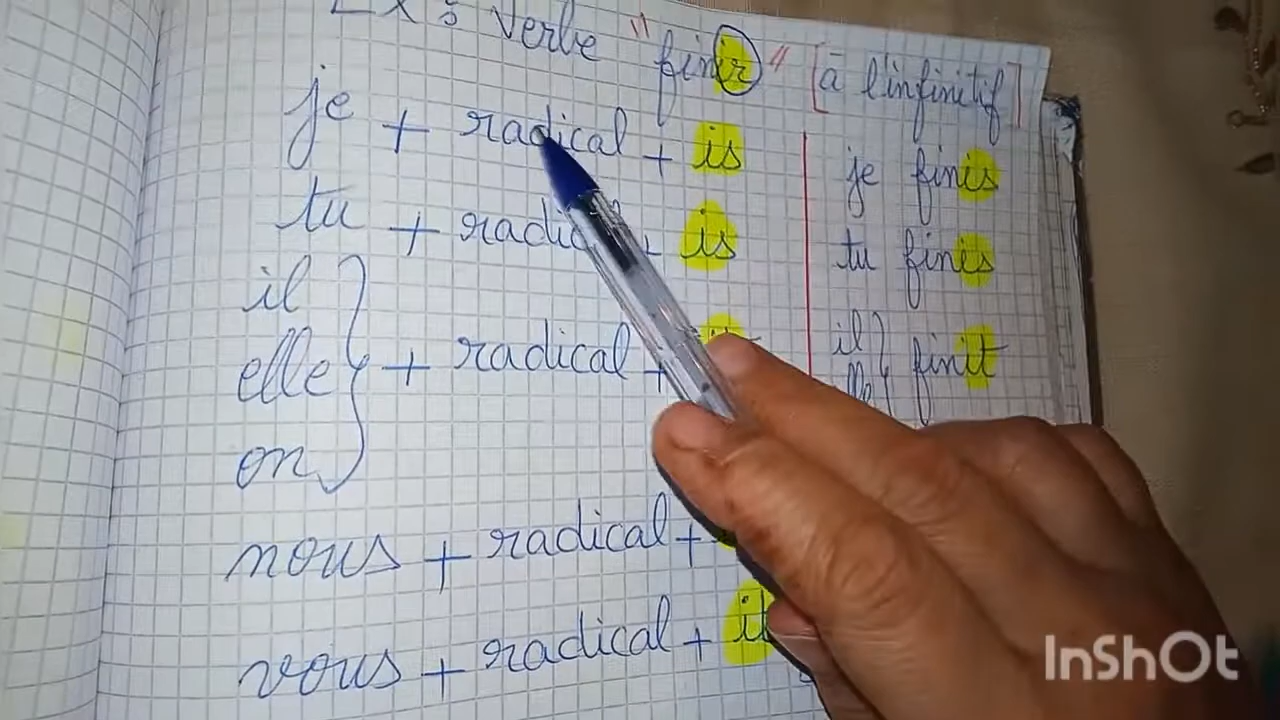 Ex : Verbe "finir" [à l'infinitif]
je + radical + is
tu + radical + is
il
elle } + radical +
on
nous + radical +
vous + radical +
je finis
tu finis
il } finit
InShOt